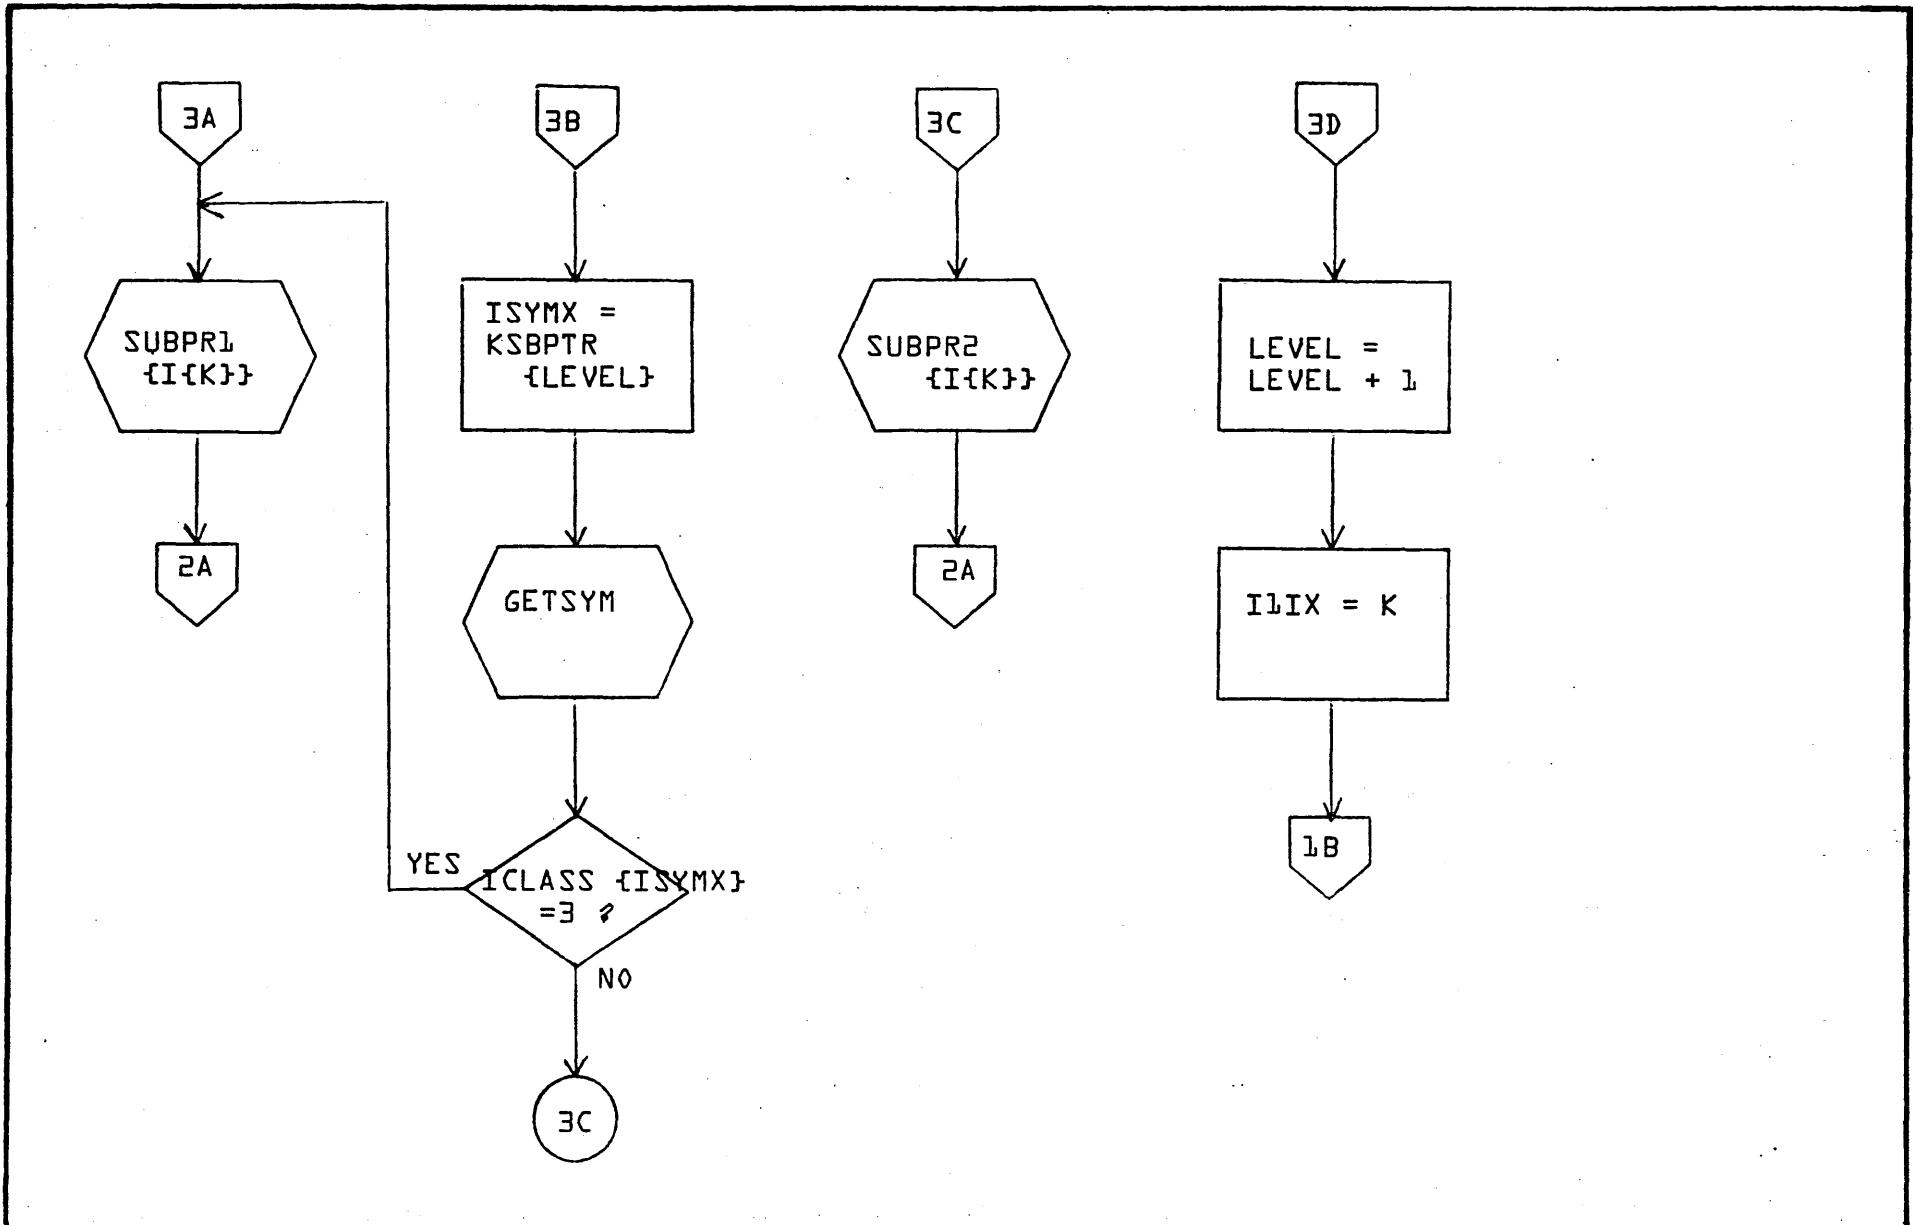 3A
SUBPR1
{I{K}}
2A
3B
ISYMX =
KSBPTR
{LEVEL}
GETSYM
YES
ICLASS {ISYMX}
=3 ?
NO
3C
3C
SUBPR2
{I{K}}
2A
3D
LEVEL =
LEVEL + 1
I1IX = K
1B